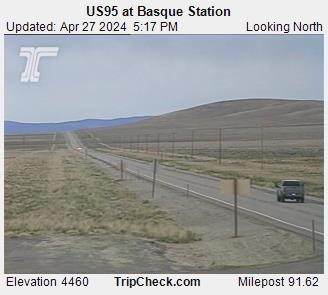 US95 at Basque Station
Updated: Apr 27 2024 5:17 PM Looking North
Elevation 4460 TripCheck.com Milepost 91.62